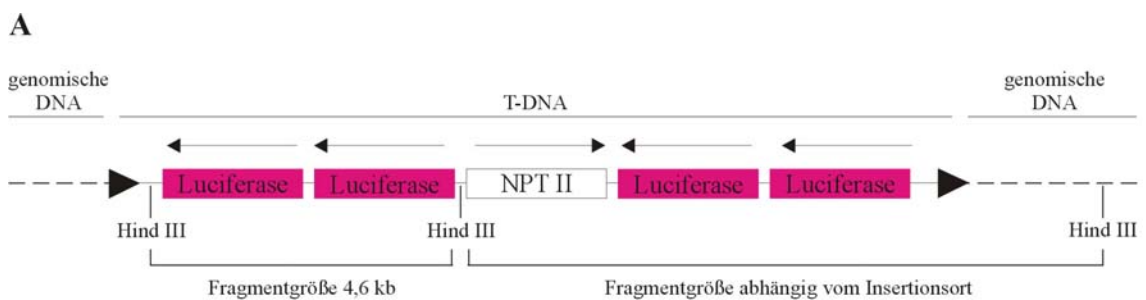 A
genomische
DNA
T-DNA
genomische
DNA
Luciferase
Luciferase
NPT II
Luciferase
Luciferase
Hind III
Hind III
Hind III
Fragmentgröße 4,6 kb
Fragmentgröße abhängig vom Insertionsort